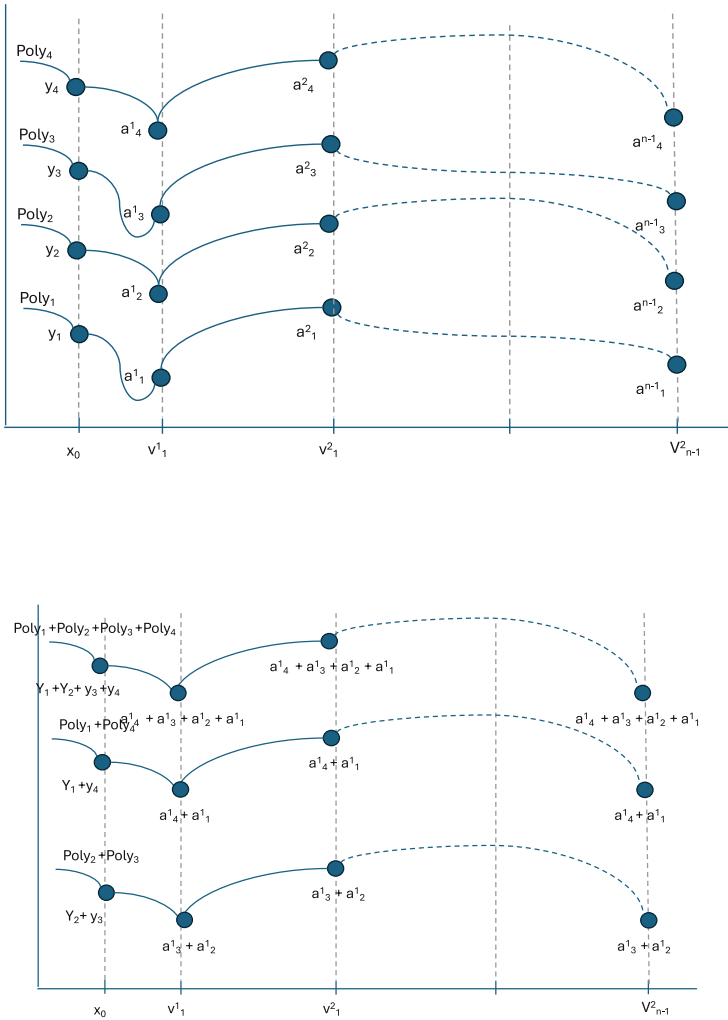 Poly₄
y₄
a¹₄
a²₄
aⁿ⁻¹₄
Poly₃
y₃
a¹₃
a²₃
aⁿ⁻¹₃
Poly₂
y₂
a¹₂
a²₂
aⁿ⁻¹₂
Poly₁
y₁
a¹₁
a²₁
aⁿ⁻¹₁
x₀ v¹₁ v²₁ V²ₙ₋₁
Poly₁ +Poly₂ +Poly₃ +Poly₄
Y₁ +Y₂+ y₃ +y₄
a¹₄ + a¹₃ + a¹₂ + a¹₁
a¹₄ + a¹₃ + a¹₂ + a¹₁
a¹₄ + a¹₃ + a¹₂ + a¹₁
Poly₁ +Poly₄
Y₁ +y₄
a¹₄ + a¹₁
a¹₄ + a¹₁
a¹₄ + a¹₁
Poly₂ +Poly₃
Y₂+ y₃
a¹₃ + a¹₂
a¹₃ + a¹₂
a¹₃ + a¹₂
x₀ v¹₁ v²₁ V²ₙ₋₁